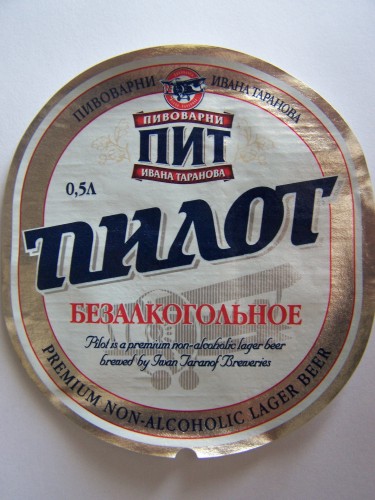 ПИВОВАРНИ ИВАНА ТАРАНОВА
ПИВОВАРНИ
ПИТ
ИВАНА ТАРАНОВА
0,5Л
ПИЛОТ
БЕЗАЛКОГОЛЬНОЕ
Pilot is a premium non-alcoholic lager beer
brewed by Ivan Taranof Breweries
PREMIUM NON-ALCOHOLIC LAGER BEER